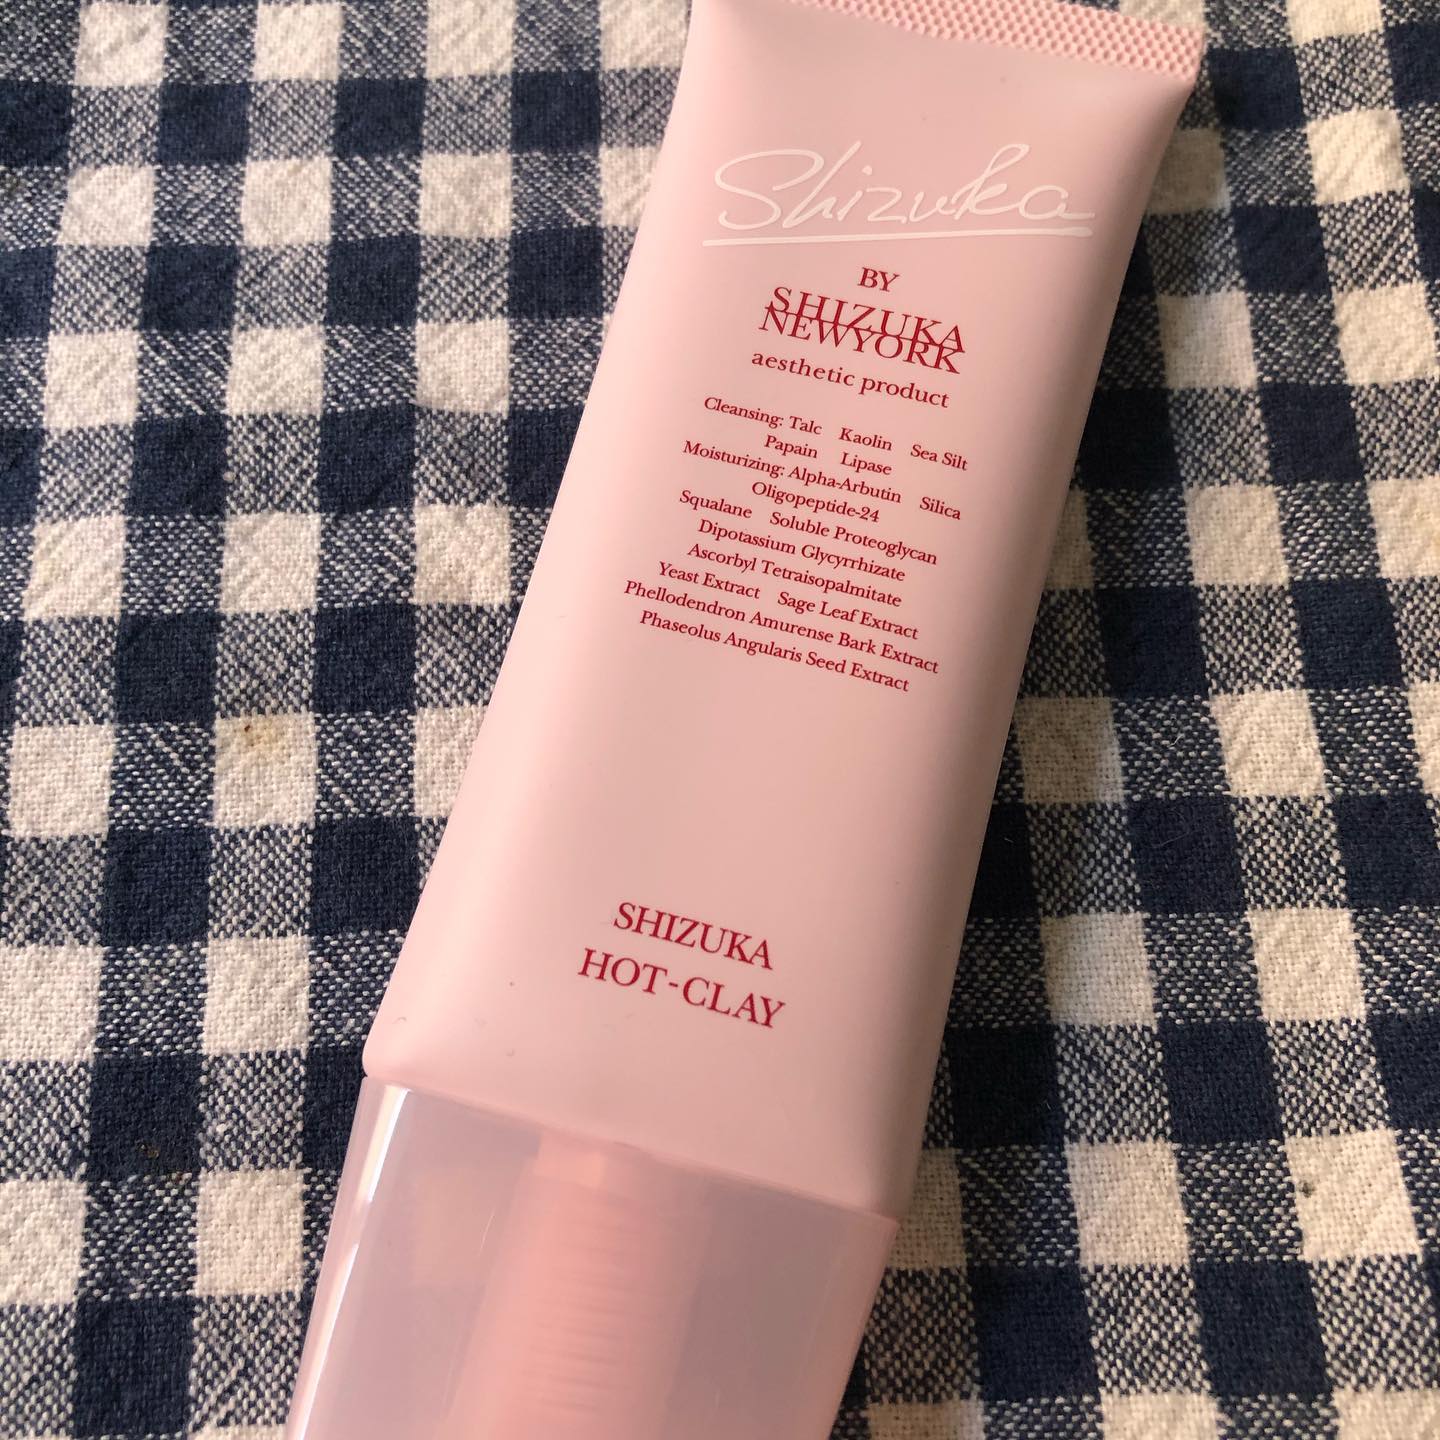 Shizuka
BY
SHIZUKA
NEWYORK
aesthetic product
Cleansing: Talc Kaolin Sea Silt
Papain Lipase
Moisturizing: Alpha-Arbutin Silica
Oligopeptide-24
Squalane Soluble Proteoglycan
Dipotassium Glycyrrhizate
Ascorbyl Tetraisopalmitate
Yeast Extract Sage Leaf Extract
Phellodendron Amurense Bark Extract
Phaseolus Angularis Seed Extract
SHIZUKA
HOT-CLAY